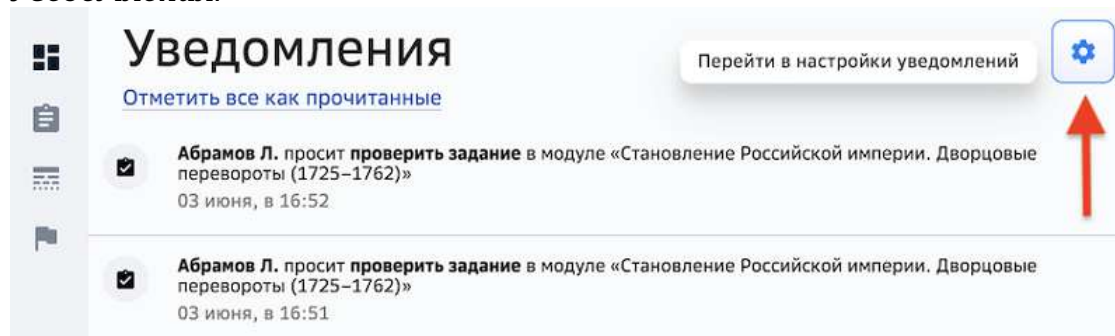 Уведомления
Перейти в настройки уведомлений
Отметить все как прочитанные
Абрамов Л. просит проверить задание в модуле «Становление Российской империи. Дворцовые
перевороты (1725–1762)»
03 июня, в 16:52
Абрамов Л. просит проверить задание в модуле «Становление Российской империи. Дворцовые
перевороты (1725–1762)»
03 июня, в 16:51